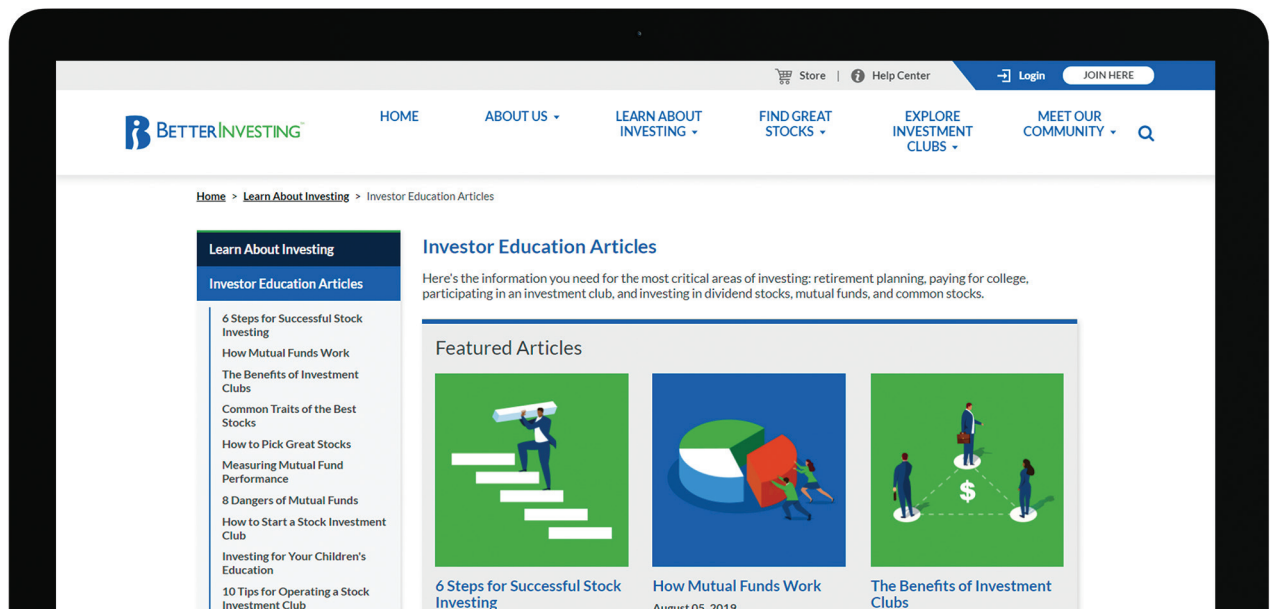 Store | Help Center Login JOIN HERE
BETTERINVESTING™
HOME
ABOUT US
LEARN ABOUT
INVESTING
FIND GREAT
STOCKS
EXPLORE
INVESTMENT
CLUBS
MEET OUR
COMMUNITY
Home > Learn About Investing > Investor Education Articles
Learn About Investing
Investor Education Articles
6 Steps for Successful Stock
Investing
How Mutual Funds Work
The Benefits of Investment
Clubs
Common Traits of the Best
Stocks
How to Pick Great Stocks
Measuring Mutual Fund
Performance
8 Dangers of Mutual Funds
How to Start a Stock Investment
Club
Investing for Your Children's
Education
10 Tips for Operating a Stock
Investment Club
Investor Education Articles
Here's the information you need for the most critical areas of investing: retirement planning, paying for college,
participating in an investment club, and investing in dividend stocks, mutual funds, and common stocks.
Featured Articles
$
6 Steps for Successful Stock
Investing
How Mutual Funds Work
August 05, 2019
The Benefits of Investment
Clubs